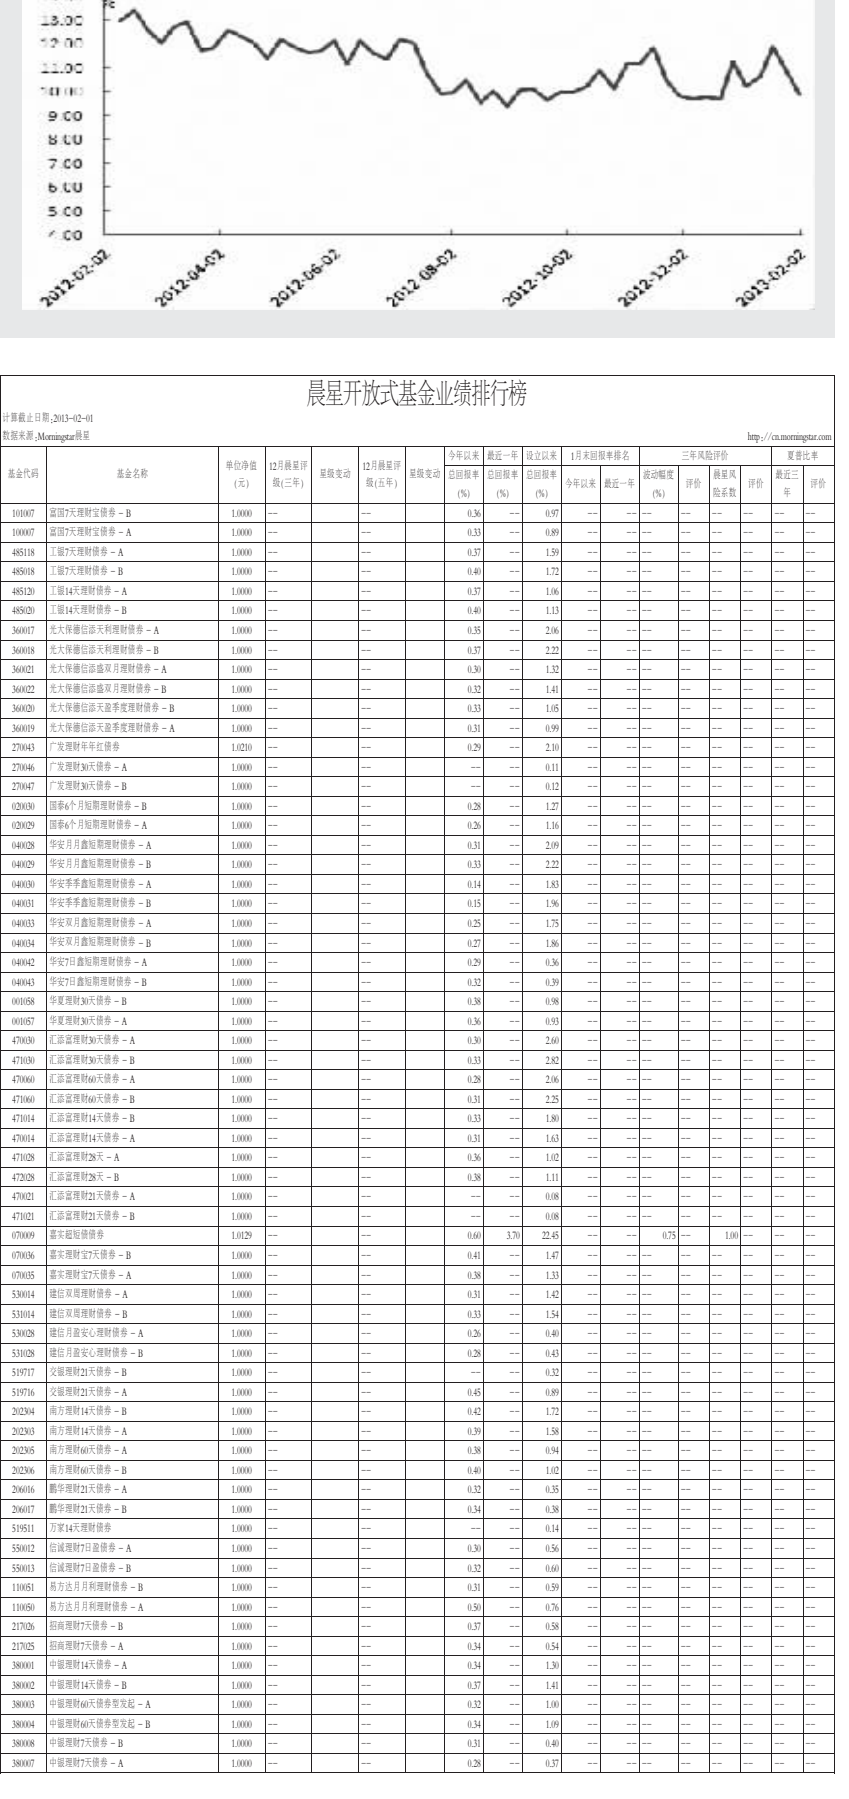 13.00
12.00
11.00
10.00
9.00
8.00
7.00
6.00
5.00
2012-02-02 2012-04-02 2012-06-02 2012-08-02 2012-10-02 2012-12-02 2013-02-02
晨星开放式基金业绩排行榜
计算截止日期:2013-02-01
数据来源:Morningstar晨星 http://cn.morningstar.com
基金代码 基金名称 单位净值(元) 12月晨星评级(三年) 星级变动 12月晨星评级(五年) 星级变动 今年以来总回报率(%) 最近一年总回报率(%) 设立以来总回报率(%) 1月末回报率排名 今年以来 最近一年 三年风险评价 波动幅度(%) 评价 晨星风险系数 评价 夏普比率 最近三年 评价
101007 富国7天理财宝债券-B 1.0000 -- -- 0.36 -- 0.97 -- -- -- -- -- -- -- --
100007 富国7天理财宝债券-A 1.0000 -- -- 0.33 -- 0.89 -- -- -- -- -- -- -- --
485118 工银7天理财债券-A 1.0000 -- -- 0.37 -- 1.59 -- -- -- -- -- -- -- --
485018 工银7天理财债券-B 1.0000 -- -- 0.40 -- 1.72 -- -- -- -- -- -- -- --
485120 工银14天理财债券-A 1.0000 -- -- 0.37 -- 1.06 -- -- -- -- -- -- -- --
485020 工银14天理财债券-B 1.0000 -- -- 0.40 -- 1.13 -- -- -- -- -- -- -- --
360017 光大保德信添天利理财债券-A 1.0000 -- -- 0.35 -- 2.06 -- -- -- -- -- -- -- --
360018 光大保德信添天利理财债券-B 1.0000 -- -- 0.37 -- 2.22 -- -- -- -- -- -- -- --
360021 光大保德信添盛双月理财债券-A 1.0000 -- -- 0.30 -- 1.32 -- -- -- -- -- -- -- --
360022 光大保德信添盛双月理财债券-B 1.0000 -- -- 0.32 -- 1.41 -- -- -- -- -- -- -- --
360020 光大保德信添天盈季度理财债券-B 1.0000 -- -- 0.33 -- 1.05 -- -- -- -- -- -- -- --
360019 光大保德信添天盈季度理财债券-A 1.0000 -- -- 0.31 -- 0.99 -- -- -- -- -- -- -- --
270043 广发理财年年红债券 1.0210 -- -- 0.29 -- 2.10 -- -- -- -- -- -- -- --
270046 广发理财30天债券-A 1.0000 -- -- -- -- 0.11 -- -- -- -- -- -- -- --
270047 广发理财30天债券-B 1.0000 -- -- -- -- 0.12 -- -- -- -- -- -- -- --
020030 国泰6个月短期理财债券-B 1.0000 -- -- 0.28 -- 1.27 -- -- -- -- -- -- -- --
020029 国泰6个月短期理财债券-A 1.0000 -- -- 0.26 -- 1.16 -- -- -- -- -- -- -- --
040028 华安月月鑫短期理财债券-A 1.0000 -- -- 0.31 -- 2.09 -- -- -- -- -- -- -- --
040029 华安月月鑫短期理财债券-B 1.0000 -- -- 0.33 -- 2.22 -- -- -- -- -- -- -- --
040030 华安季季鑫短期理财债券-A 1.0000 -- -- 0.14 -- 1.83 -- -- -- -- -- -- -- --
040031 华安季季鑫短期理财债券-B 1.0000 -- -- 0.15 -- 1.96 -- -- -- -- -- -- -- --
040033 华安双月鑫短期理财债券-A 1.0000 -- -- 0.25 -- 1.75 -- -- -- -- -- -- -- --
040034 华安双月鑫短期理财债券-B 1.0000 -- -- 0.27 -- 1.86 -- -- -- -- -- -- -- --
040042 华安7日鑫短期理财债券-A 1.0000 -- -- 0.29 -- 0.36 -- -- -- -- -- -- -- --
040043 华安7日鑫短期理财债券-B 1.0000 -- -- 0.32 -- 0.39 -- -- -- -- -- -- -- --
001058 华夏理财30天债券-B 1.0000 -- -- 0.38 -- 0.98 -- -- -- -- -- -- -- --
001057 华夏理财30天债券-A 1.0000 -- -- 0.36 -- 0.93 -- -- -- -- -- -- -- --
470030 汇添富理财30天债券-A 1.0000 -- -- 0.30 -- 2.60 -- -- -- -- -- -- -- --
471030 汇添富理财30天债券-B 1.0000 -- -- 0.33 -- 2.82 -- -- -- -- -- -- -- --
470060 汇添富理财60天债券-A 1.0000 -- -- 0.28 -- 2.06 -- -- -- -- -- -- -- --
471060 汇添富理财60天债券-B 1.0000 -- -- 0.31 -- 2.25 -- -- -- -- -- -- -- --
471014 汇添富理财14天债券-B 1.0000 -- -- 0.33 -- 1.80 -- -- -- -- -- -- -- --
470014 汇添富理财14天债券-A 1.0000 -- -- 0.31 -- 1.63 -- -- -- -- -- -- -- --
471028 汇添富理财28天-A 1.0000 -- -- 0.36 -- 1.02 -- -- -- -- -- -- -- --
472028 汇添富理财28天-B 1.0000 -- -- 0.38 -- 1.11 -- -- -- -- -- -- -- --
470021 汇添富理财21天债券-A 1.0000 -- -- -- -- 0.08 -- -- -- -- -- -- -- --
471021 汇添富理财21天债券-B 1.0000 -- -- -- -- 0.08 -- -- -- -- -- -- -- --
070009 嘉实超短债债券 1.0129 -- -- 0.60 3.70 22.45 -- -- 0.75 -- 1.00 -- -- --
070036 嘉实理财宝7天债券-B 1.0000 -- -- 0.41 -- 1.47 -- -- -- -- -- -- -- --
070035 嘉实理财宝7天债券-A 1.0000 -- -- 0.38 -- 1.33 -- -- -- -- -- -- -- --
530014 建信双周理财债券-A 1.0000 -- -- 0.31 -- 1.42 -- -- -- -- -- -- -- --
531014 建信双周理财债券-B 1.0000 -- -- 0.33 -- 1.54 -- -- -- -- -- -- -- --
530028 建信月盈安心理财债券-A 1.0000 -- -- 0.26 -- 0.40 -- -- -- -- -- -- -- --
531028 建信月盈安心理财债券-B 1.0000 -- -- 0.28 -- 0.43 -- -- -- -- -- -- -- --
519717 交银理财21天债券-B 1.0000 -- -- -- -- 0.32 -- -- -- -- -- -- -- --
519716 交银理财21天债券-A 1.0000 -- -- 0.45 -- 0.89 -- -- -- -- -- -- -- --
202304 南方理财14天债券-B 1.0000 -- -- 0.42 -- 1.72 -- -- -- -- -- -- -- --
202303 南方理财14天债券-A 1.0000 -- -- 0.39 -- 1.58 -- -- -- -- -- -- -- --
202305 南方理财60天债券-A 1.0000 -- -- 0.38 -- 0.94 -- -- -- -- -- -- -- --
202306 南方理财60天债券-B 1.0000 -- -- 0.40 -- 1.02 -- -- -- -- -- -- -- --
206016 鹏华理财21天债券-A 1.0000 -- -- 0.32 -- 0.35 -- -- -- -- -- -- -- --
206017 鹏华理财21天债券-B 1.0000 -- -- 0.34 -- 0.38 -- -- -- -- -- -- -- --
519511 万家14天理财债券 1.0000 -- -- -- -- 0.14 -- -- -- -- -- -- -- --
550012 信诚理财7日盈债券-A 1.0000 -- -- 0.30 -- 0.56 -- -- -- -- -- -- -- --
550013 信诚理财7日盈债券-B 1.0000 -- -- 0.32 -- 0.60 -- -- -- -- -- -- -- --
110051 易方达月月利理财债券-B 1.0000 -- -- 0.31 -- 0.59 -- -- -- -- -- -- -- --
110050 易方达月月利理财债券-A 1.0000 -- -- 0.50 -- 0.76 -- -- -- -- -- -- -- --
217026 招商理财7天债券-B 1.0000 -- -- 0.37 -- 0.58 -- -- -- -- -- -- -- --
217025 招商理财7天债券-A 1.0000 -- -- 0.34 -- 0.54 -- -- -- -- -- -- -- --
380001 中银理财14天债券-A 1.0000 -- -- 0.34 -- 1.30 -- -- -- -- -- -- -- --
380002 中银理财14天债券-B 1.0000 -- -- 0.37 -- 1.41 -- -- -- -- -- -- -- --
380003 中银理财60天债券型发起-A 1.0000 -- -- 0.32 -- 1.00 -- -- -- -- -- -- -- --
380004 中银理财60天债券型发起-B 1.0000 -- -- 0.34 -- 1.09 -- -- -- -- -- -- -- --
380008 中银理财7天债券-B 1.0000 -- -- 0.31 -- 0.40 -- -- -- -- -- -- -- --
380007 中银理财7天债券-A 1.0000 -- -- 0.28 -- 0.37 -- -- -- -- -- -- -- --